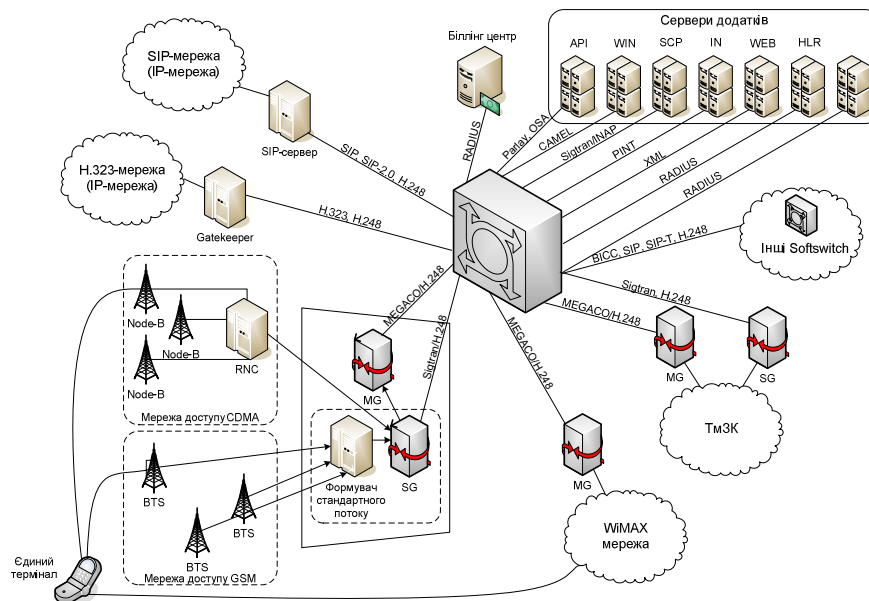 Сервери додатків
API WIN SCP IN WEB HLR
SIP-мережа
(IP-мережа)
Біллінг центр
SIP-сервер
RADIUS
Parlax, OSA
CAMEL
Sigtran/INAP
PINT
XML
RADIUS
RADIUS
SIP, SIP-2.0, H.248
H.323-мережа
(IP-мережа)
Gatekeeper
H.323, H.248
BICC, SIP, SIP-T, H.248
Інші Softswitch
Node-B
Node-B
Node-B
RNC
Мережа доступу CDMA
MEGACO/H.248
Sigtran/H.248
MEGACO/H.248
Sigtran, H.248
MEGACO/H.248
MG
MG
SG
ТмЗК
BTS
BTS
BTS
Мережа доступу GSM
Формувач
стандартного
потоку
SG
MG
WiMAX
мережа
Єдиний
термінал